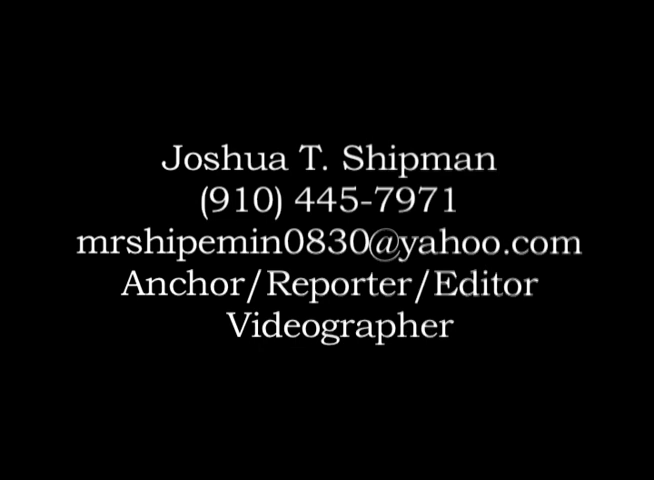 Joshua T. Shipman
(910) 445-7971
mrshipemin0830@yahoo.com
Anchor/Reporter/Editor
Videographer